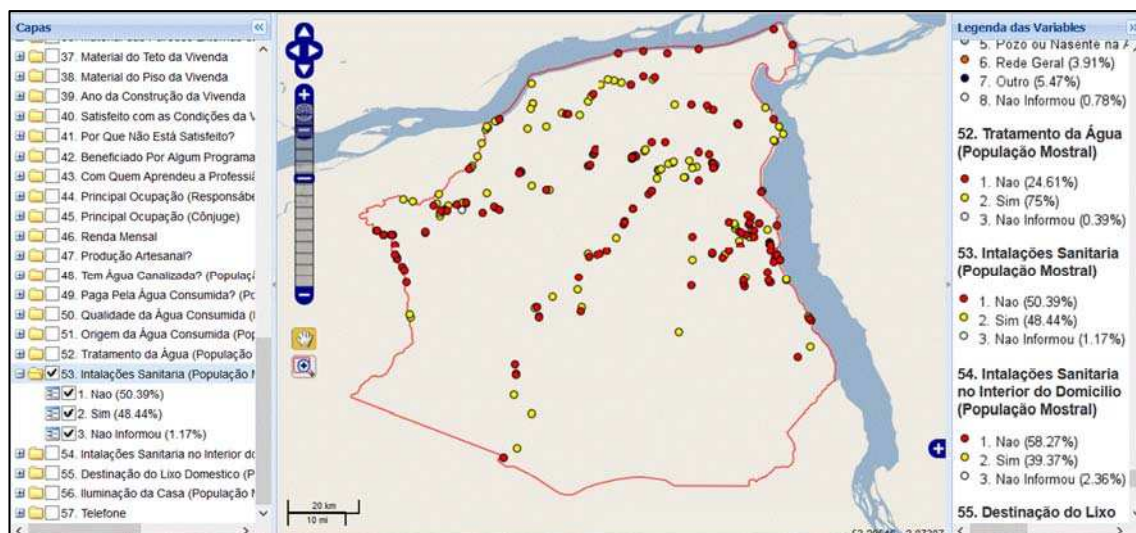 Capas
37. Material do Teto da Vivenda
38. Material do Piso da Vivenda
39. Ano da Construção da Vivenda
40. Satisfeito com as Condições da V
41. Por Que Não Está Satisfeito?
42. Beneficiado Por Algum Programa
43. Com Quem Aprendeu a Professiã
44. Principal Ocupação (Responsábe
45. Principal Ocupação (Cônjuge)
46. Renda Mensal
47. Produção Artesanal?
48. Tem Água Canalizada? (Populaçã
49. Paga Pela Água Consumida? (Po
50. Qualidade da Água Consumida (
51. Origem da Água Consumida (Pop
52. Tratamento da Água (População
53. Intalações Sanitaria (População M
1. Nao (50.39%)
2. Sim (48.44%)
3. Nao Informou (1.17%)
54. Intalações Sanitaria no Interior do
55. Destinação do Lixo Domestico (P
56. Iluminação da Casa (População M
57. Telefone
20 km
10 mi
Legenda das Variables
5. Pozo ou Nasente na A
6. Rede Geral (3.91%)
7. Outro (5.47%)
8. Nao Informou (0.78%)
52. Tratamento da Água
(População Mostral)
1. Nao (24.61%)
2. Sim (75%)
3. Nao Informou (0.39%)
53. Intalações Sanitaria
(População Mostral)
1. Nao (50.39%)
2. Sim (48.44%)
3. Nao Informou (1.17%)
54. Intalações Sanitaria
no Interior do Domicilio
(População Mostral)
1. Nao (58.27%)
2. Sim (39.37%)
3. Nao Informou (2.36%)
55. Destinação do Lixo